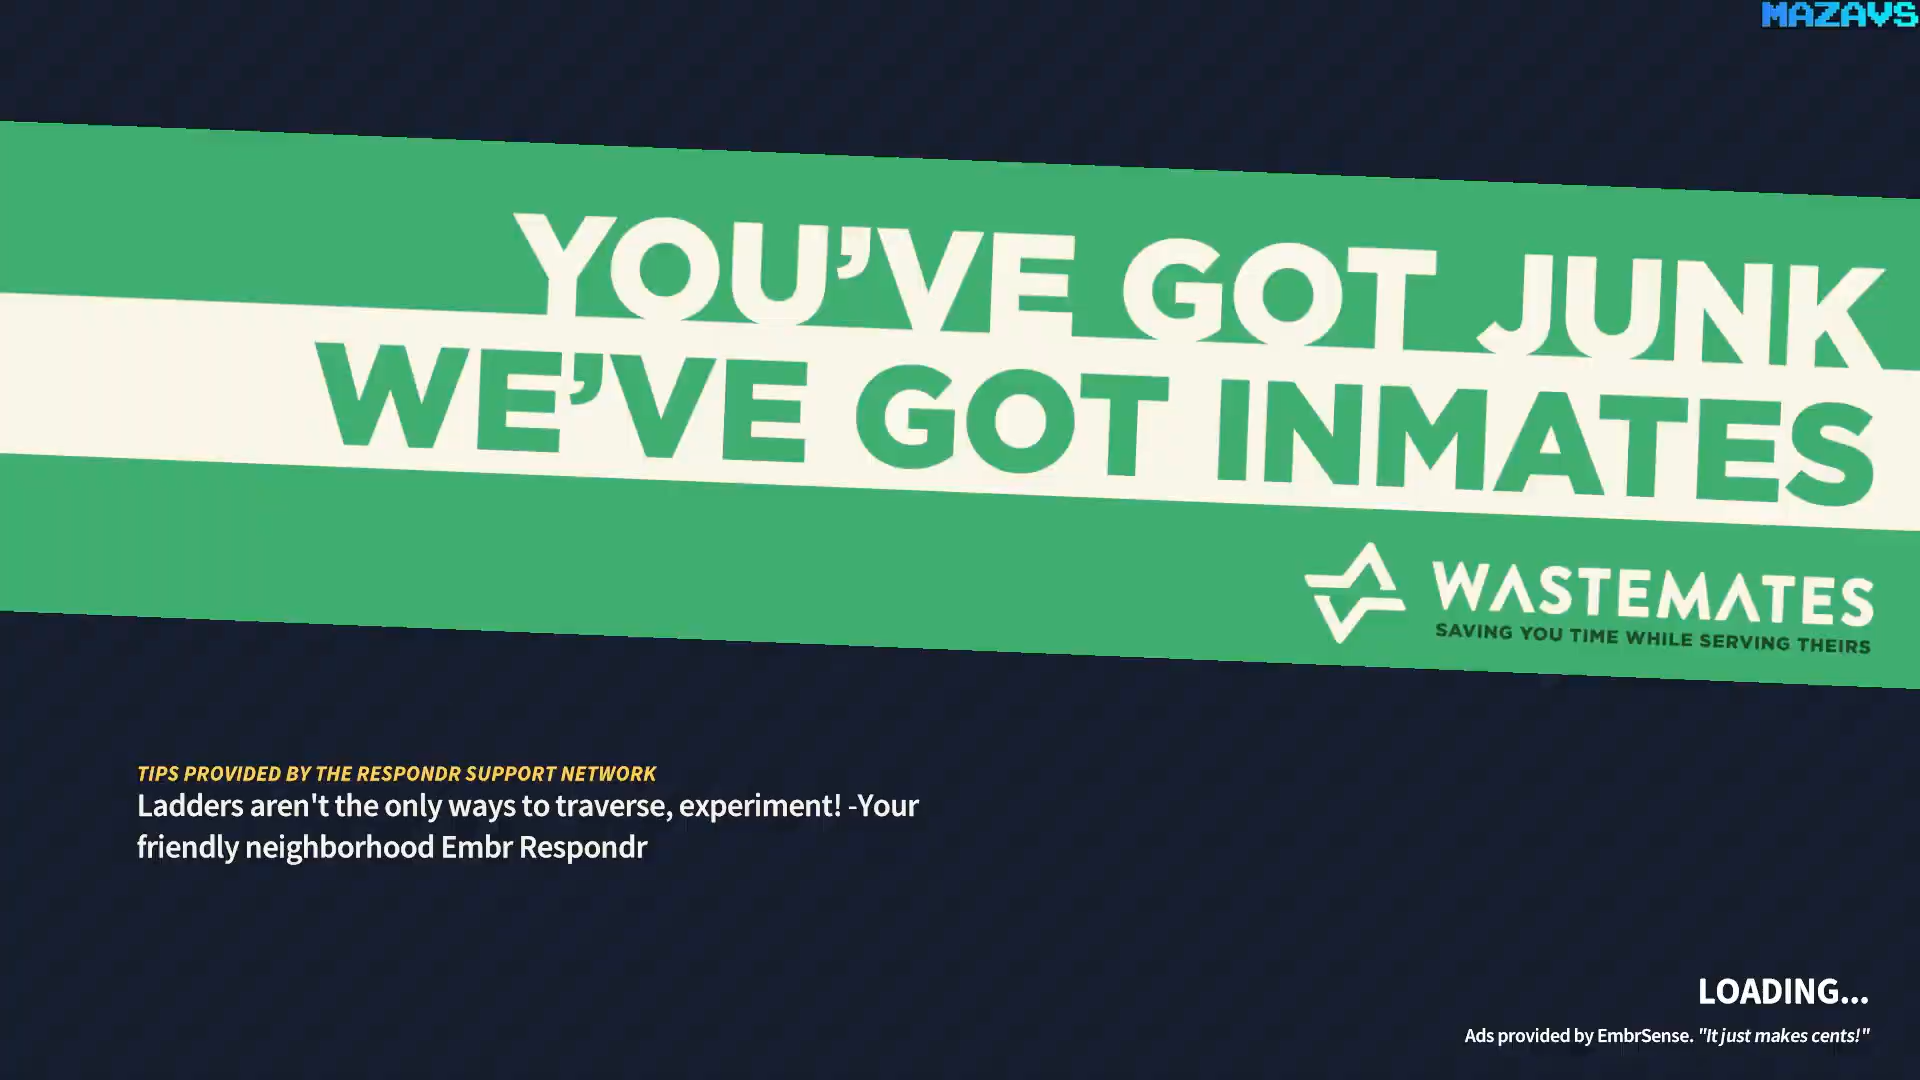 MAZAVS
YOU'VE GOT JUNK
WE'VE GOT INMATES
WASTEMATES
SAVING YOU TIME WHILE SERVING THEIRS
TIPS PROVIDED BY THE RESPONDR SUPPORT NETWORK
Ladders aren't the only ways to traverse, experiment! -Your
friendly neighborhood Embr Respondr
LOADING...
Ads provided by EmbrSense. "It just makes cents!"